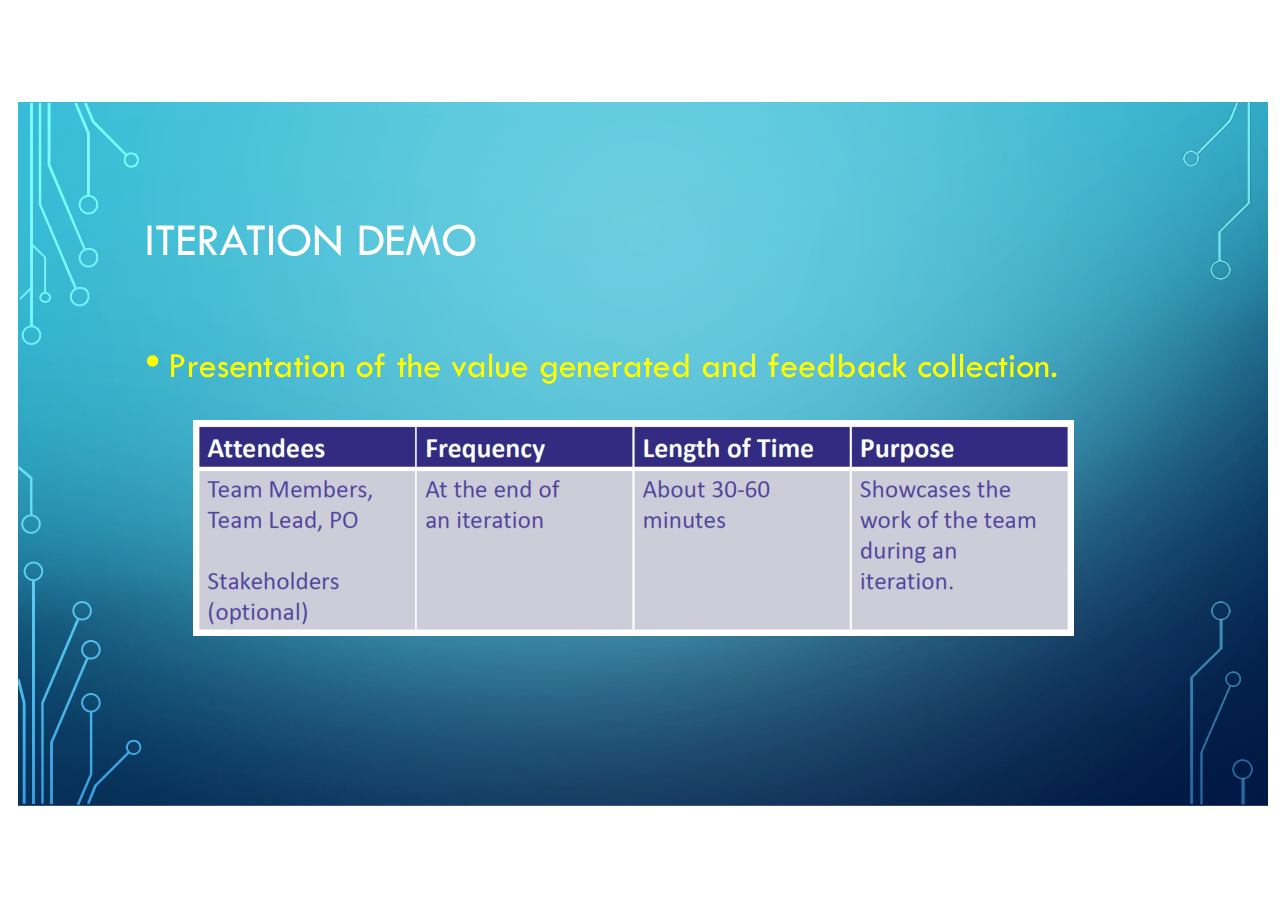 ITERATION DEMO
• Presentation of the value generated and feedback collection.
Attendees Frequency Length of Time Purpose
Team Members, At the end of About 30-60 Showcases the
Team Lead, PO an iteration minutes work of the team
during an
Stakeholders iteration.
(optional)